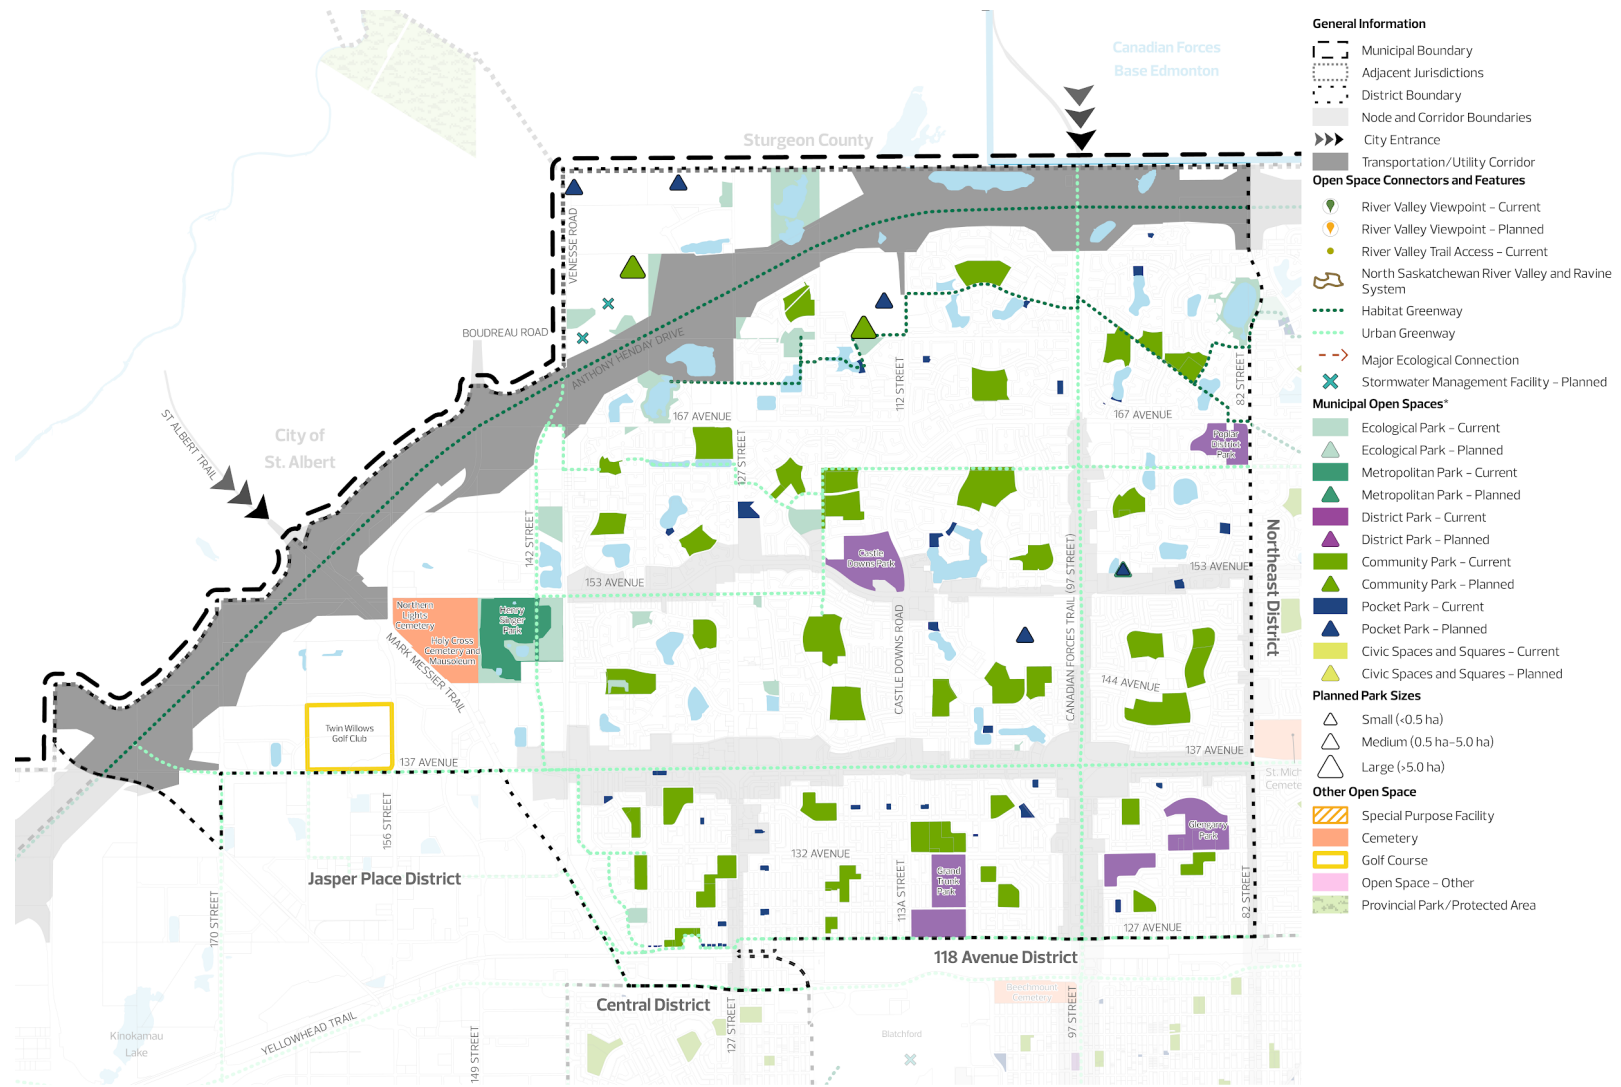 Canadian Forces
Base Edmonton
Sturgeon County
VENESSE ROAD
BOUDREAU ROAD
ANTHONY HENDAY DRIVE
City of
St. Albert
ST ALBERT TRAIL
167 AVENUE
167 AVENUE
112 STREET
82 STREET
127 STREET
142 STREET
Poplar
District
Park
Castle
Downs Park
153 AVENUE
153 AVENUE
Northeast District
CANADIAN FORCES TRAIL (97 STREET)
CASTLE DOWNS ROAD
Northern
Lights
Cemetery
Henry
Singer
Park
Holy Cross
Cemetery and
Mausoleum
MARK MESSIER TRAIL
144 AVENUE
Twin Willows
Golf Club
137 AVENUE
137 AVENUE
St. Mich
Cemete
156 STREET
132 AVENUE
Glengarry
Park
Grand
Trunk
Park
113A STREET
82 STREET
Jasper Place District
170 STREET
127 AVENUE
118 Avenue District
Central District
Beechmount
Cemetery
127 STREET
97 STREET
Kinokamau
Lake
YELLOWHEAD TRAIL
149 STREET
Blatchford
General Information
Municipal Boundary
Adjacent Jurisdictions
District Boundary
Node and Corridor Boundaries
City Entrance
Transportation/Utility Corridor
Open Space Connectors and Features
River Valley Viewpoint - Current
River Valley Viewpoint - Planned
River Valley Trail Access - Current
North Saskatchewan River Valley and Ravine
System
Habitat Greenway
Urban Greenway
Major Ecological Connection
Stormwater Management Facility - Planned
Municipal Open Spaces*
Ecological Park - Current
Ecological Park - Planned
Metropolitan Park - Current
Metropolitan Park - Planned
District Park - Current
District Park - Planned
Community Park - Current
Community Park - Planned
Pocket Park - Current
Pocket Park - Planned
Civic Spaces and Squares - Current
Civic Spaces and Squares - Planned
Planned Park Sizes
Small (<0.5 ha)
Medium (0.5 ha-5.0 ha)
Large (>5.0 ha)
Other Open Space
Special Purpose Facility
Cemetery
Golf Course
Open Space - Other
Provincial Park/Protected Area